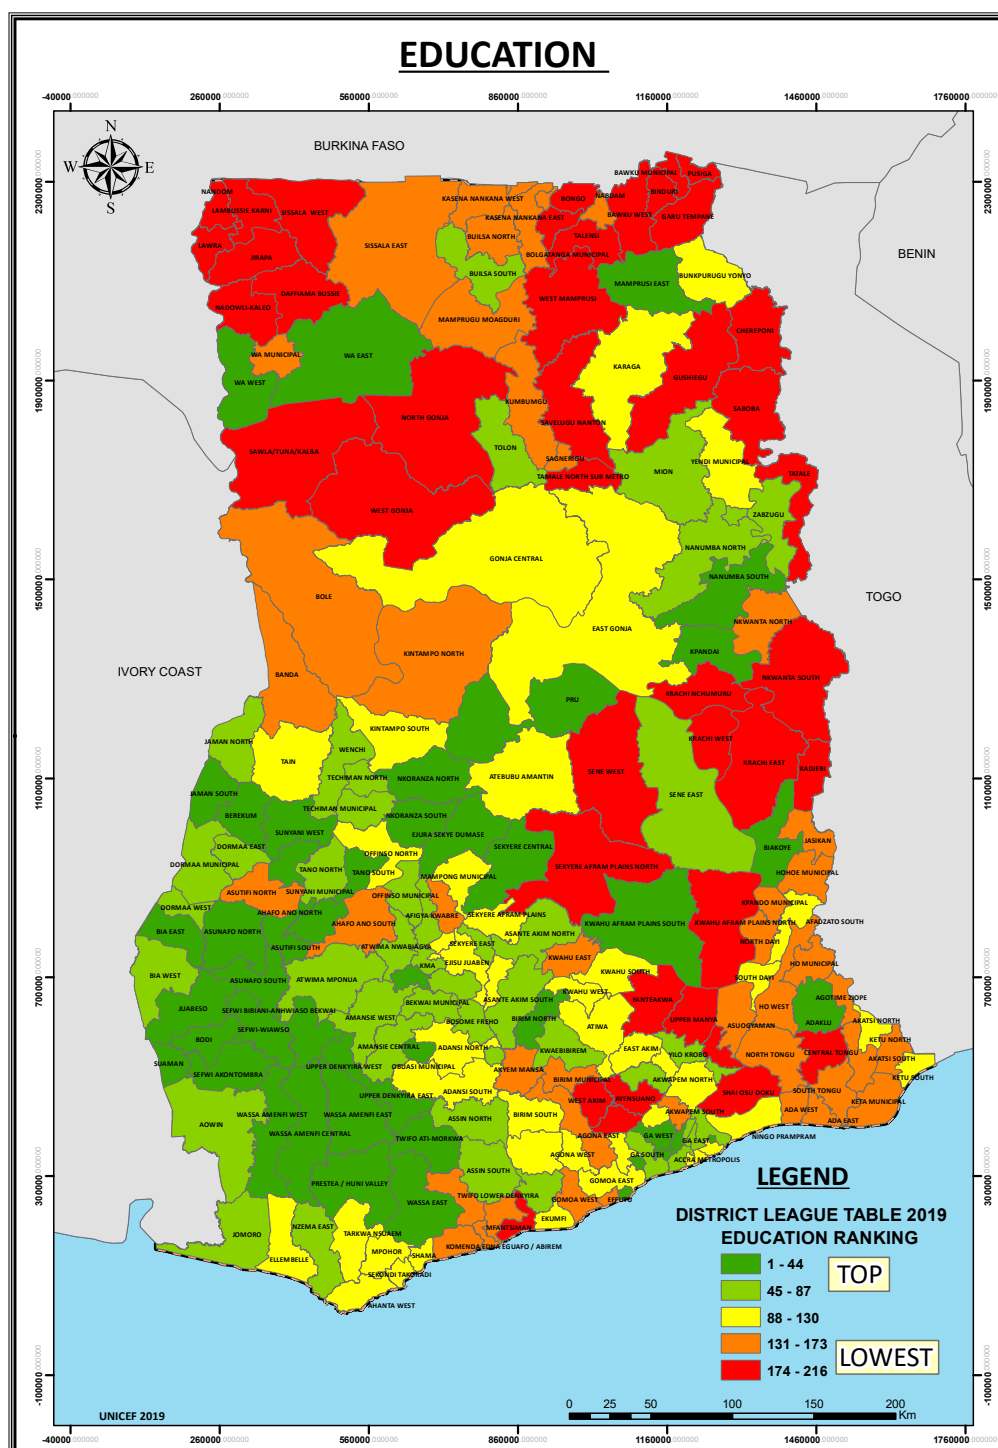 EDUCATION
-40000.000000
260000.000000
560000.000000
860000.000000
1160000.000000
1460000.000000
1760000.000000
N
W E
S
BURKINA FASO
BENIN
TOGO
IVORY COAST
2300000.000000
1900000.000000
1500000.000000
1100000.000000
700000.000000
300000.000000
-100000.000000
NANDOM
LAMBUSSIE KARNI
SISSALA WEST
LAWRA
JIRAPA
DAFFIAMA BUSSIE
NADOWLI-KALEO
SISSALA EAST
KASENA NANKANA WEST
KASENA NANKANA EAST
BUILSA NORTH
BUILSA SOUTH
BONGO
NABDAM
BAWKU MUNICIPAL
PUSIGA
BINDURI
BAWKU WEST
GARU TEMPANE
TALENSI
BOLGATANGA MUNICIPAL
MAMPRUSI EAST
BUNKPURUGU YONYO
WEST MAMPRUSI
MAMPRUGU MOAGDURI
CHEREPONI
WA MUNICIPAL
WA EAST
WA WEST
KARAGA
GUSHIEGU
SABOBA
KUMBUMGU
NORTH GONJA
SAVELUGU NANTON
TOLON
SAWLA/TUNA/KALBA
SAGNERIGU
TAMALE NORTH SUB METRO
MION
YENDI MUNICIPAL
TATALE
ZABZUGU
WEST GONJA
GONJA CENTRAL
NANUMBA NORTH
NANUMBA SOUTH
BOLE
EAST GONJA
NKWANTA NORTH
KPANDAI
KINTAMPO NORTH
BANDA
NKWANTA SOUTH
KRACHI NCHUMURU
PRU
KRACHI WEST
KRACHI EAST
KADJEBI
KINTAMPO SOUTH
JAMAN NORTH
WENCHI
TAIN
TECHIMAN NORTH
NKORANZA NORTH
ATEBUBU AMANTIN
SENE WEST
SENE EAST
JAMAN SOUTH
TECHIMAN MUNICIPAL
NKORANZA SOUTH
BEREKUM
SUNYANI WEST
EJURA SEKYE DUMASE
SEKYERE CENTRAL
BIAKOYE
JASIKAN
DORMAA EAST
DORMAA MUNICIPAL
OFFINSO NORTH
TANO NORTH
TANO SOUTH
MAMPONG MUNICIPAL
SEKYERE AFRAM PLAINS NORTH
HOHOE MUNICIPAL
ASUTIFI NORTH
SUNYANI MUNICIPAL
OFFINSO MUNICIPAL
DORMAA WEST
AHAFO ANO NORTH
AFIGYA-KWABRE
SEKYERE AFRAM PLAINS
KPANDO MUNICIPAL
AFADZATO SOUTH
AHAFO ANO SOUTH
KWAHU AFRAM PLAINS SOUTH
KWAHU AFRAM PLAINS NORTH
BIA EAST
ASUNAFO NORTH
ASANTE AKIM NORTH
ASUTIFI SOUTH
ATWIMA NWABIAGYA
SEKYERE EAST
NORTH DAYI
KWAHU EAST
EJISU JUABEN
KMA
HO MUNICIPAL
BIA WEST
KWAHU SOUTH
SOUTH DAYI
ASUNAFO SOUTH
ATWIMA MPONUA
KWAHU WEST
AGOTIME ZIOPE
JUABESO
SEFWI BIBIANI-ANHWIASO BEKWAI
BEKWAI MUNICIPAL
ASANTE AKIM SOUTH
FANTEAKWA
HO WEST
AMANSIE WEST
BOSOME FREHO
BIRIM NORTH
UPPER MANYA
ADAKLU
AKATSI NORTH
ATIWA
ASUOGYAMAN
SEFWI-WIAWSO
BODI
AMANSIE CENTRAL
ADANSI NORTH
KWAEBIBIREM
EAST AKIM
YILO KROBO
NORTH TONGU
CENTRAL TONGU
KETU NORTH
AKATSI SOUTH
SUAMAN
SEFWI AKONTOMBRA
UPPER DENKYIRA WEST
OBUASI MUNICIPAL
AKYEM MANSA
BIRIM MUNICIPAL
AKWAPEM NORTH
KETU SOUTH
UPPER DENKYIRA EAST
ADANSI SOUTH
WEST AKIM
AYENSUANO
SHAI OSU DOKU
SOUTH TONGU
KETA MUNICIPAL
WASSA AMENFI WEST
WASSA AMENFI EAST
ASSIN NORTH
BIRIM SOUTH
AKWAPEM SOUTH
ADA WEST
ADA EAST
AOWIN
WASSA AMENFI CENTRAL
TWIFO ATI-MORKWA
AGONA EAST
GA WEST
GA EAST
NINGO PRAMPRAM
AGONA WEST
GA SOUTH
ACCRA METROPOLIS
ASSIN SOUTH
PRESTEA / HUNI VALLEY
GOMOA EAST
WASSA EAST
TWIFO LOWER DENKYIRA
GOMOA WEST
EFFUTU
EKUMFI
NZEMA EAST
MFANTSIMAN
JOMORO
TARKWA NSUAEM
KOMENDA EDNA EGUAFO / ABIREM
ELLEMBELLE
MPOHOR
SHAMA
SEKONDI TAKORADI
AHANTA WEST
LEGEND
DISTRICT LEAGUE TABLE 2019
EDUCATION RANKING
1 - 44
TOP
45 - 87
88 - 130
131 - 173
LOWEST
174 - 216
0 25 50 100 150 200
Km
UNICEF 2019